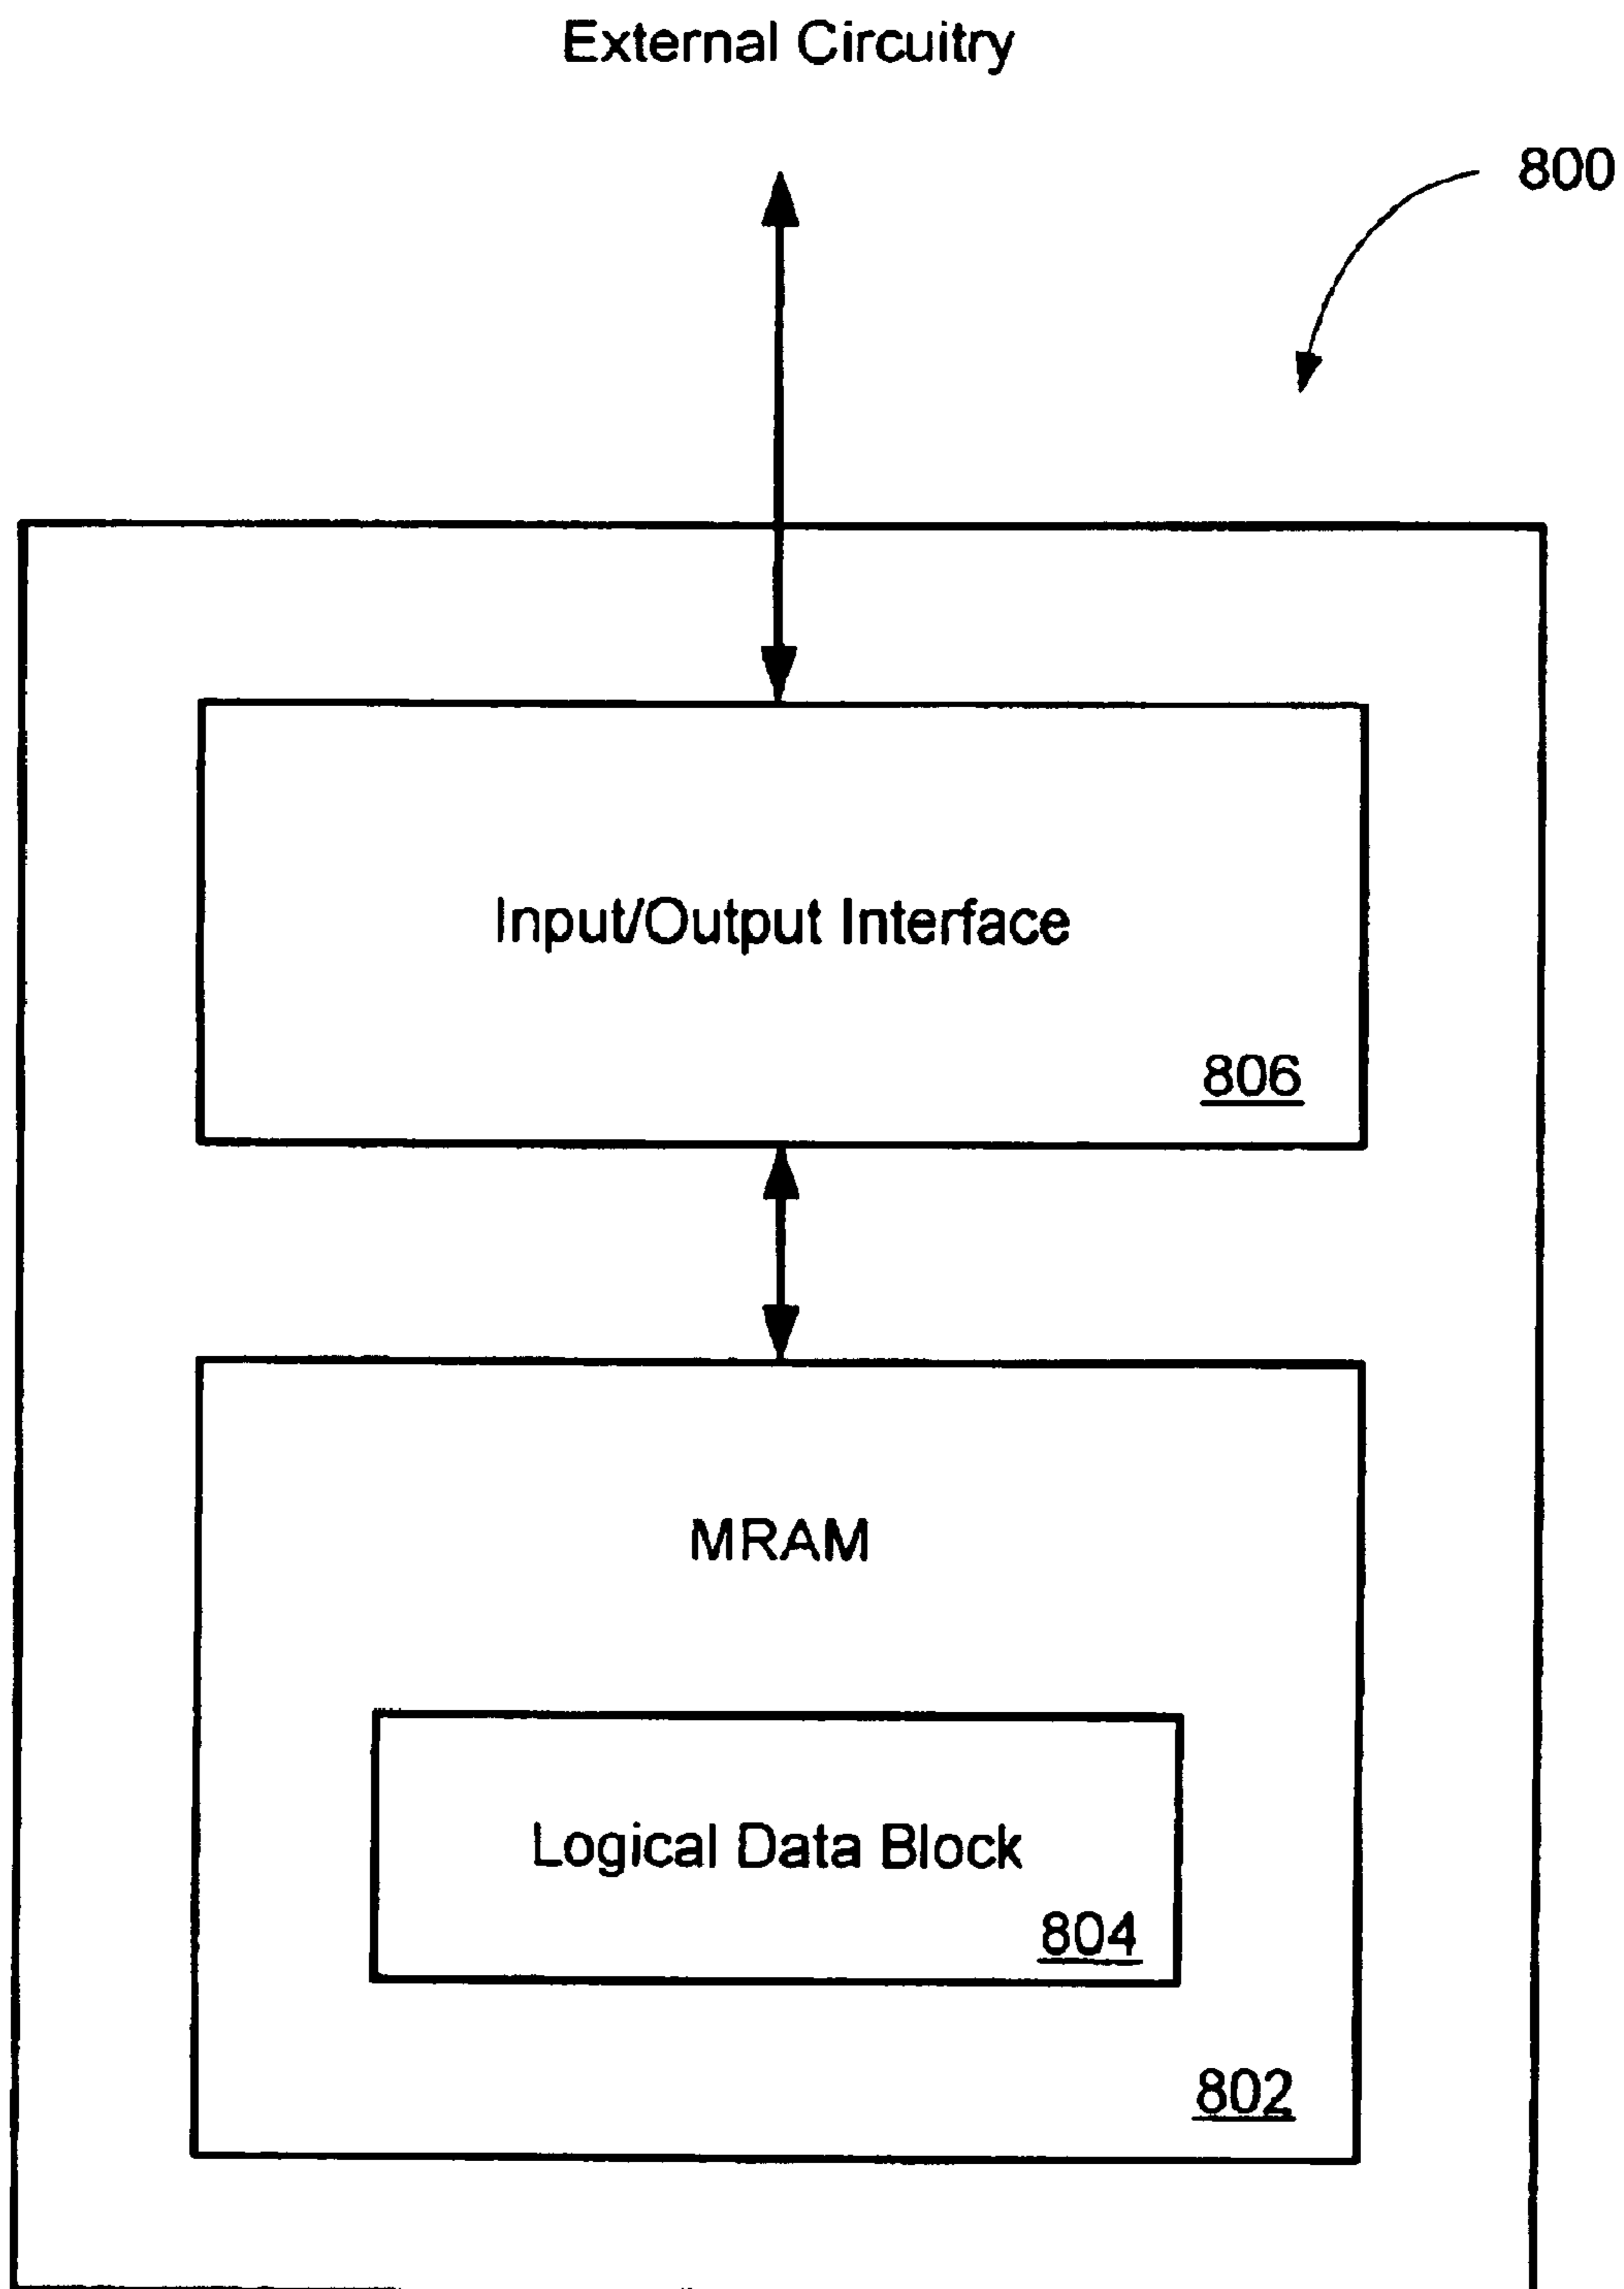 External Circuitry
800
Input/Output Interface
806
MRAM
Logical Data Block
804
802